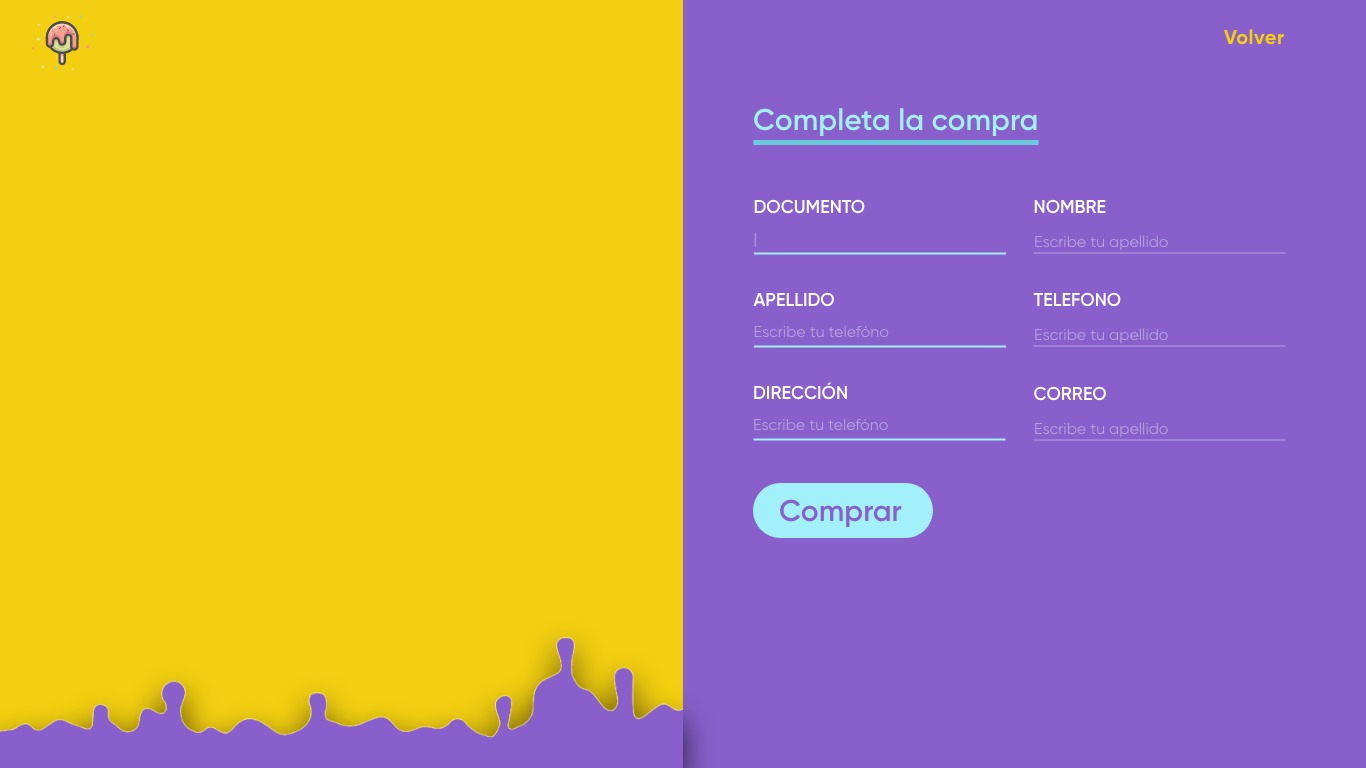 Volver
Completa la compra
DOCUMENTO
NOMBRE
Escribe tu apellido
APELLIDO
TELEFONO
Escribe tu telefóno
Escribe tu apellido
DIRECCIÓN
CORREO
Escribe tu telefóno
Escribe tu apellido
Comprar